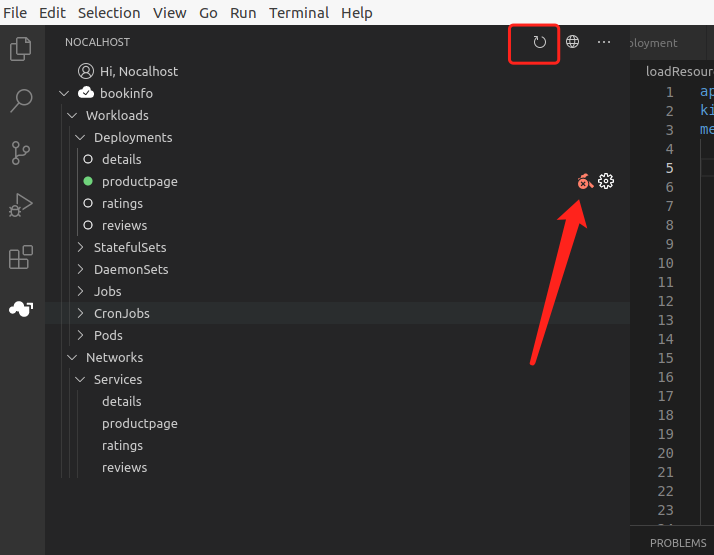 File Edit Selection View Go Run Terminal Help
NOCALHOST
Hi, Nocalhost
bookinfo
Workloads
Deployments
details
productpage
ratings
reviews
StatefulSets
DaemonSets
Jobs
CronJobs
Pods
Networks
Services
details
productpage
ratings
reviews
ployment
loadResour
1 ap
2 ki
3 me
4
5
6
7
8
9
10
11
12
13
14
15
16
17
18
19
20
21
22
23
PROBLEMS